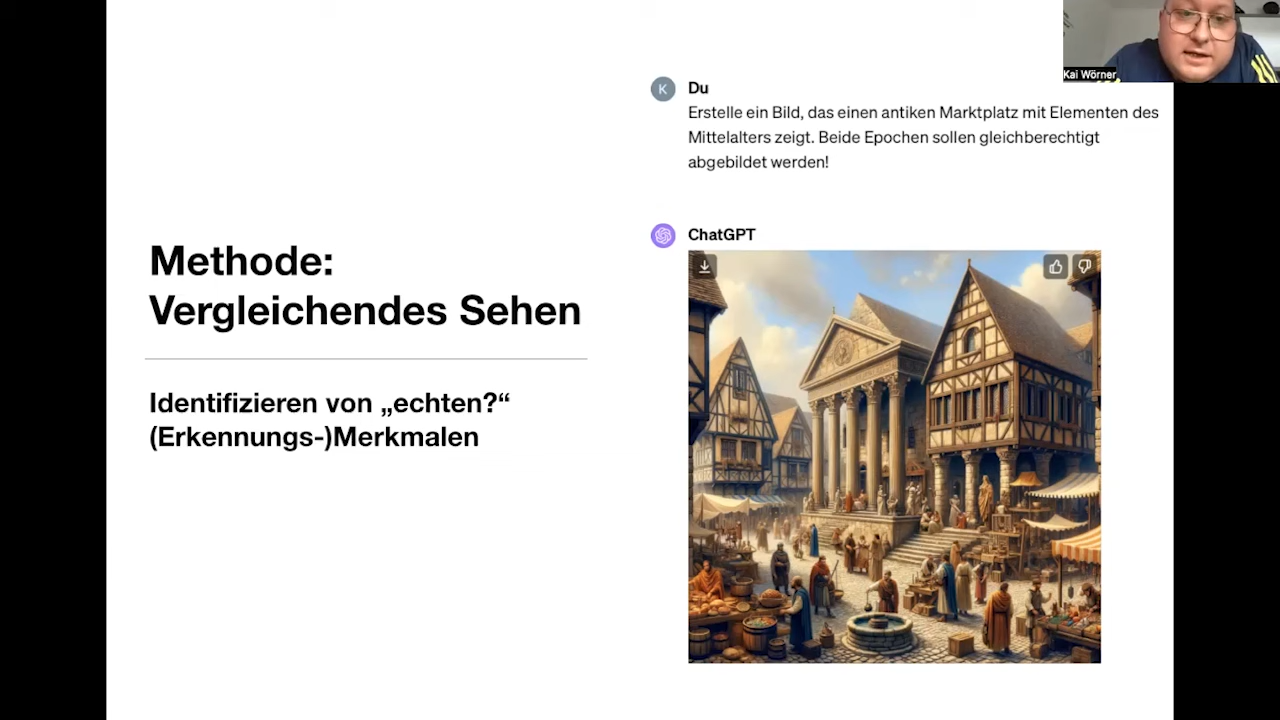 Kai Wörner
K
Du
Erstelle ein Bild, das einen antiken Marktplatz mit Elementen des
Mittelalters zeigt. Beide Epochen sollen gleichberechtigt
abgebildet werden!
ChatGPT
Methode:
Vergleichendes Sehen
Identifizieren von „echten?“
(Erkennungs-)Merkmalen